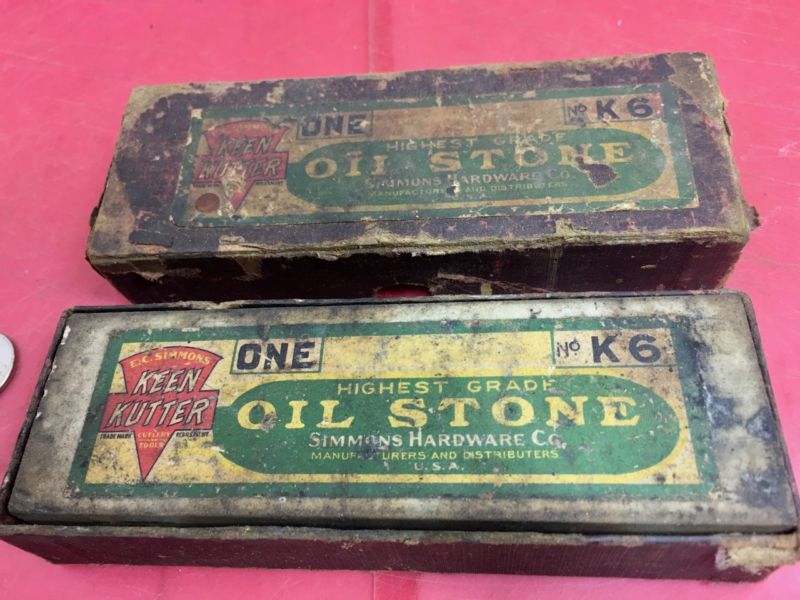 KEEN
KUTTER
ONE
No K6
HIGHEST GRADE
OIL STONE
SIMMONS HARDWARE CO.
MANUFACTURERS AND DISTRIBUTERS
U.S.A.
E.C. SIMMONS
KEEN
KUTTER
TRADE MARK
CUTLERY
AND
TOOLS
ONE
No K6
HIGHEST GRADE
OIL STONE
SIMMONS HARDWARE CO.
MANUFACTURERS AND DISTRIBUTERS
U.S.A.